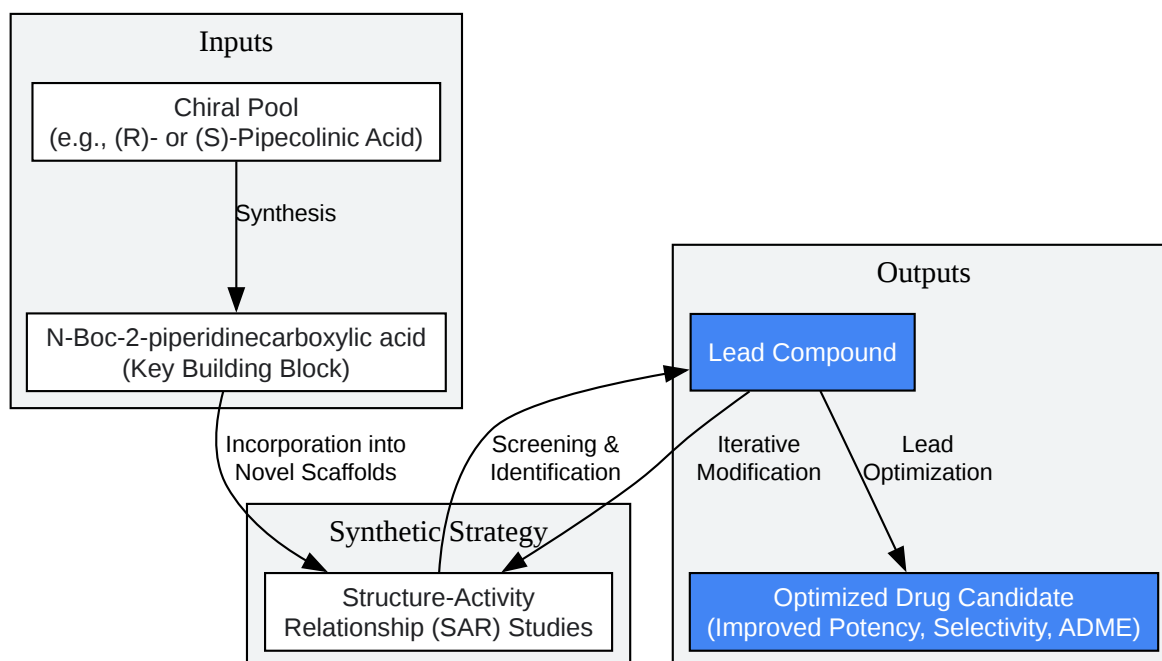 Inputs
Chiral Pool
(e.g., (R)- or (S)-Pipecolinic Acid)
Synthesis
N-Boc-2-piperidinecarboxylic acid
(Key Building Block)
Outputs
Lead Compound
Incorporation into
Novel Scaffolds
Screening &
Identification
Iterative
Modification
Lead
Optimization
Synthetic Strategy
Structure-Activity
Relationship (SAR) Studies
Optimized Drug Candidate
(Improved Potency, Selectivity, ADME)